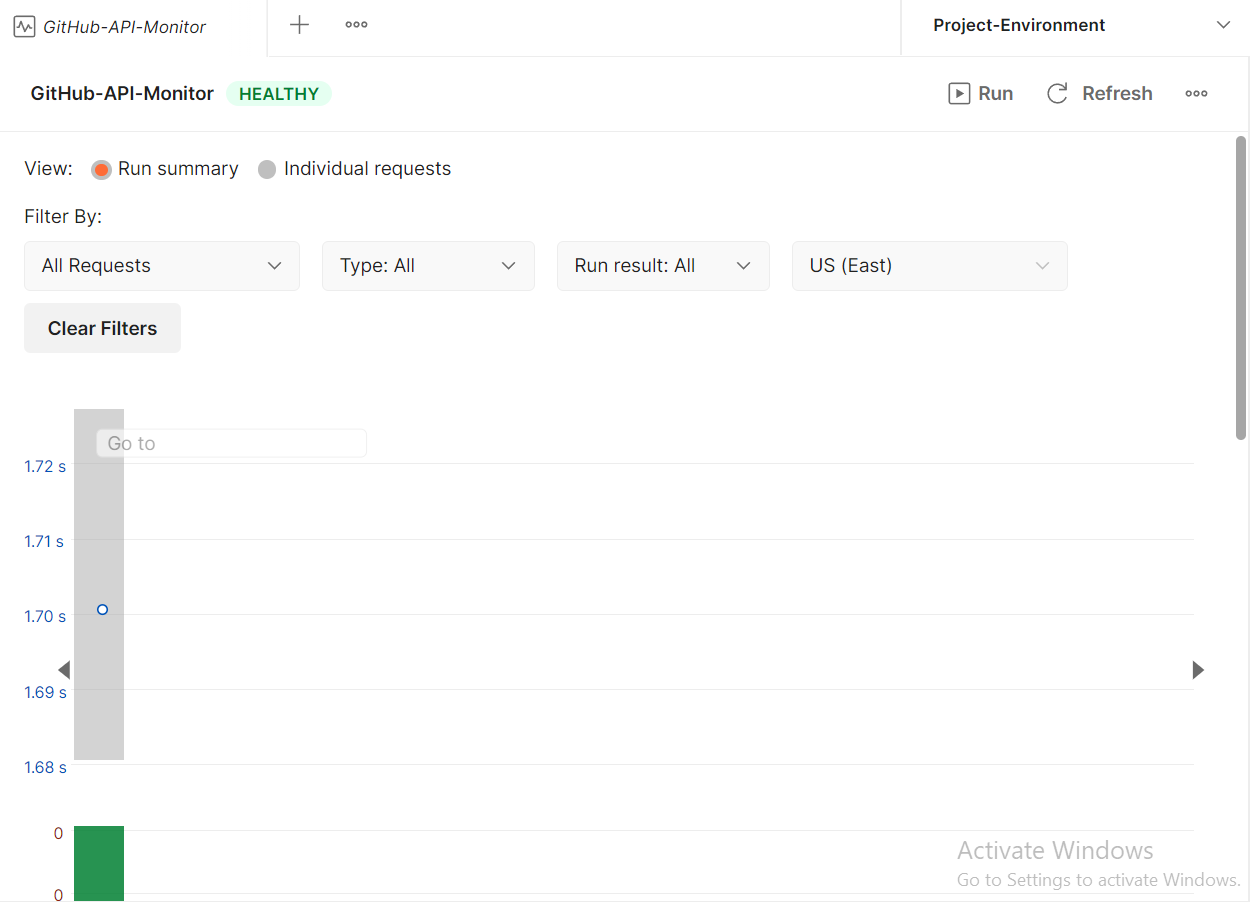 GitHub-API-Monitor
Project-Environment
GitHub-API-Monitor HEALTHY
Run Refresh
View: Run summary Individual requests
Filter By:
All Requests Type: All Run result: All US (East)
Clear Filters
Go to
1.72 s
1.71 s
1.70 s
1.69 s
1.68 s
0
0
Activate Windows
Go to Settings to activate Windows.